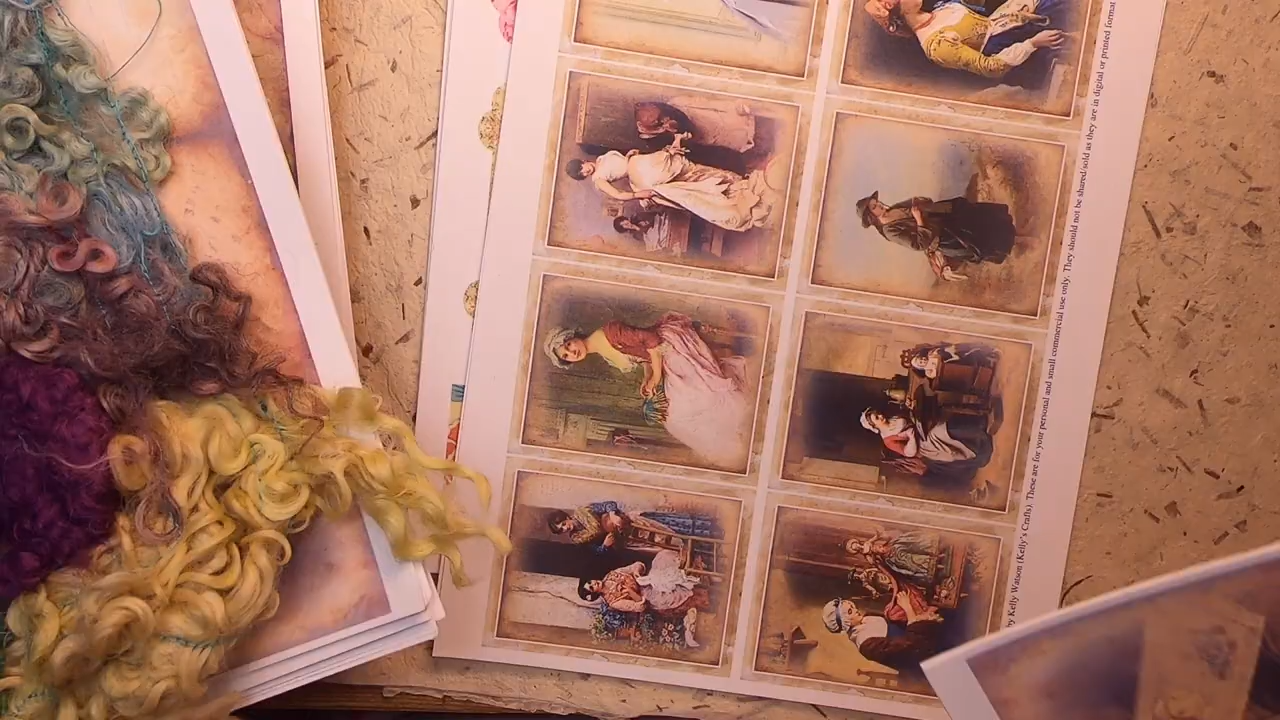 y Kelly Watson (Kelly's Crafts). These are for your personal and small commercial use only. They should not be shared/sold as they are in digital or printed format